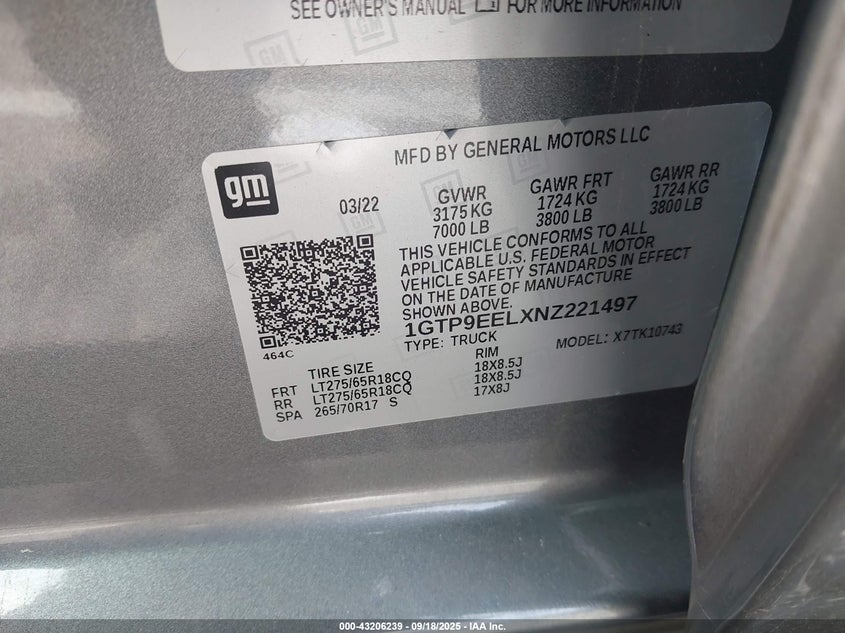 SEE OWNER'S MANUAL FOR MORE INFORMATION
GM
GM
gm
MFD BY GENERAL MOTORS LLC
03/22
GVWR
3175 KG
7000 LB
GAWR FRT
1724 KG
3800 LB
GAWR RR
1724 KG
3800 LB
THIS VEHICLE CONFORMS TO ALL
APPLICABLE U.S. FEDERAL MOTOR
VEHICLE SAFETY STANDARDS IN EFFECT
ON THE DATE OF MANUFACTURE
SHOWN ABOVE.
1GTP9EELXNZ221497
TYPE: TRUCK
MODEL: X7TK10743
464C
TIRE SIZE
RIM
FRT LT275/65R18CQ 18X8.5J
RR LT275/65R18CQ 18X8.5J
SPA 265/70R17 S 17X8J
000-43206239 - 09/18/2025 - IAA Inc.